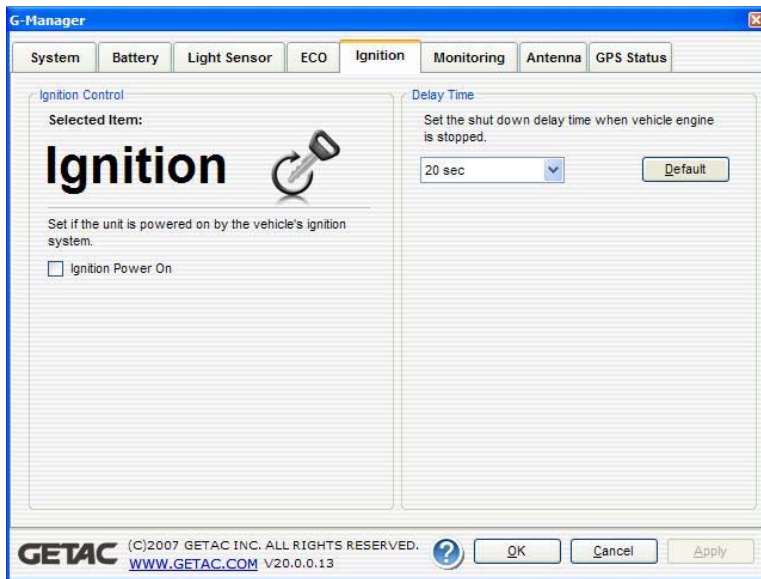 G-Manager
System Battery Light Sensor ECO Ignition Monitoring Antenna GPS Status
Ignition Control
Selected Item:
Ignition
Set if the unit is powered on by the vehicle's ignition
system.
Ignition Power On
Delay Time
Set the shut down delay time when vehicle engine
is stopped.
20 sec
Default
GETAC
(C)2007 GETAC INC. ALL RIGHTS RESERVED.
WWW.GETAC.COM V20.0.0.13
?
OK Cancel Apply